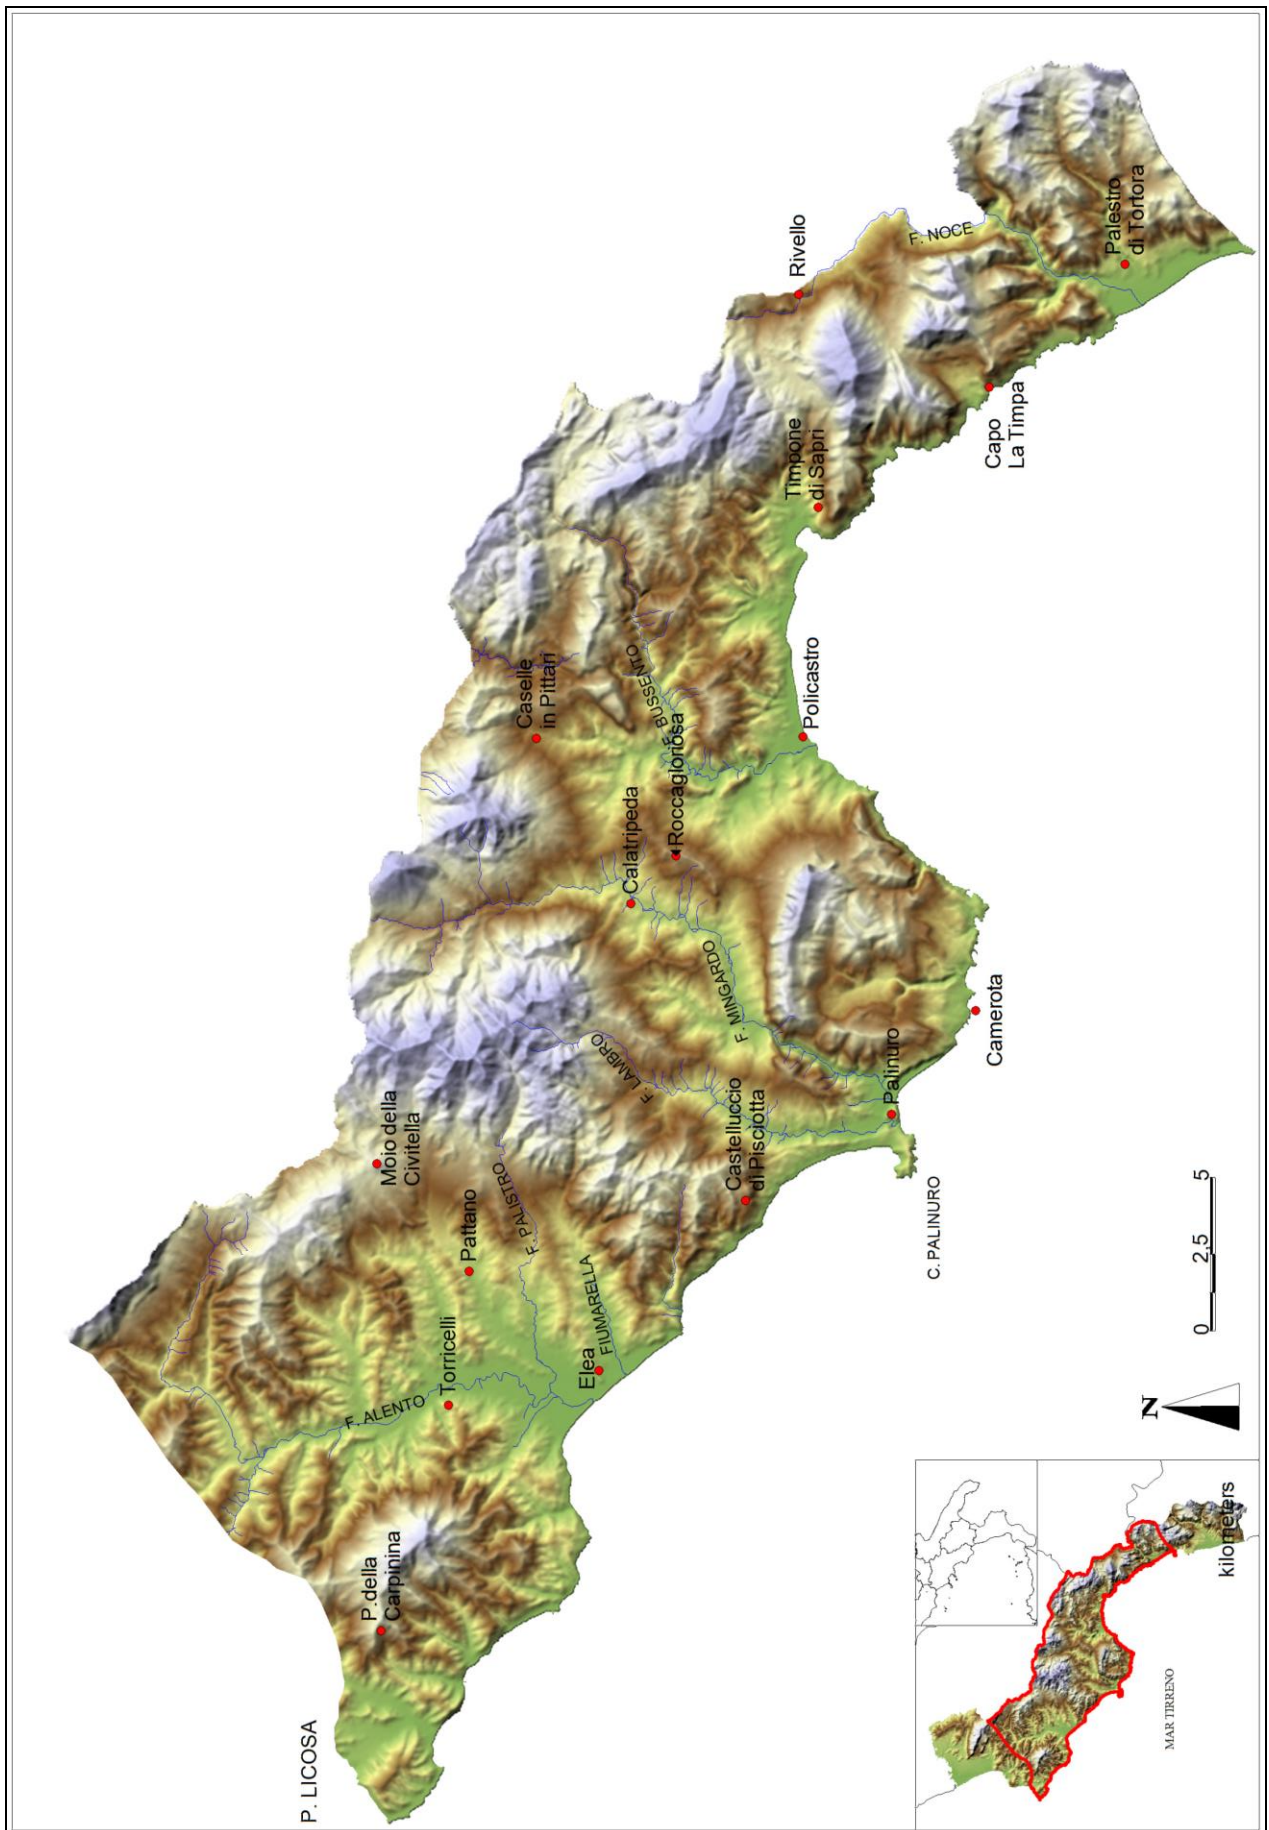 P. LICOSA
P.della
Carpinina
F. ALENTO
Moio della
Civitella
Torricelli
Pattano
F. PALISTRO
Caselle
in Pittari
Elea
FIUMARELLA
F. LAMBRO
Calatripeda
F. BUSSENTO
Roccagloriosa
F. MINGARDO
Castelluccio
di Pisciotta
Timpone
di Sapri
Rivello
Policastro
Palinuro
C. PALINURO
F. NOCE
Camerota
Capo
La Timpa
Palestro
di Tortora
N
MAR TIRRENO
0 2,5 5
kilometers